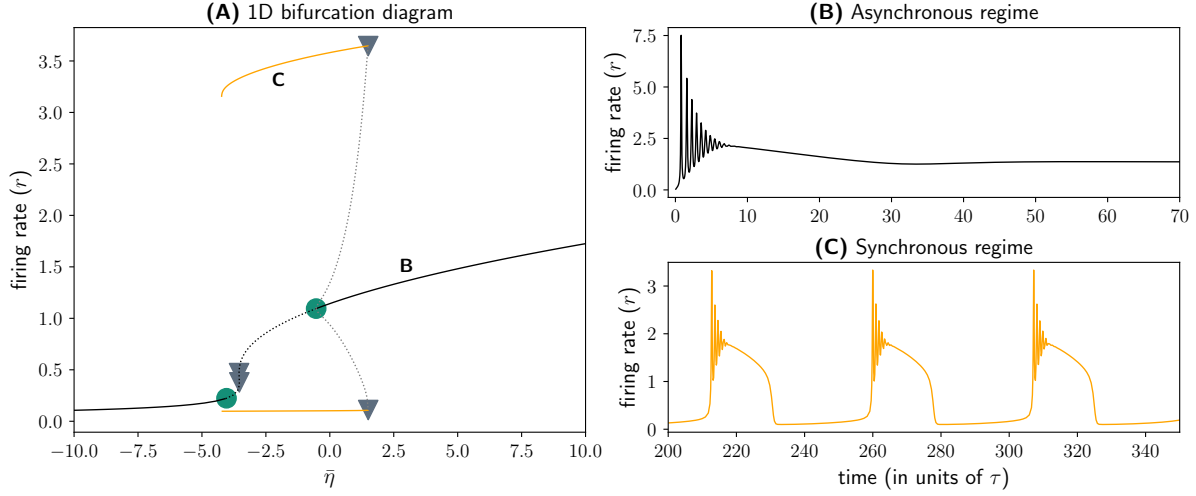 (A) 1D bifurcation diagram
firing rate (r)
3.5
3.0
2.5
2.0
1.5
1.0
0.5
0.0
C
B
−10.0 −7.5 −5.0 −2.5 0.0 2.5 5.0 7.5 10.0
η̄
(B) Asynchronous regime
firing rate (r)
7.5
5.0
2.5
0.0
0 10 20 30 40 50 60 70
(C) Synchronous regime
firing rate (r)
3
2
1
0
200 220 240 260 280 300 320 340
time (in units of τ)